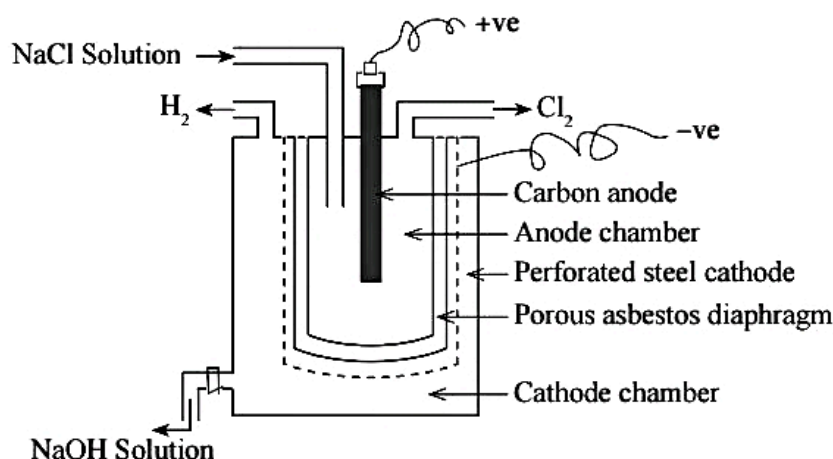 +ve
NaCl Solution
H₂
Cl₂
−ve
Carbon anode
Anode chamber
Perforated steel cathode
Porous asbestos diaphragm
Cathode chamber
NaOH Solution